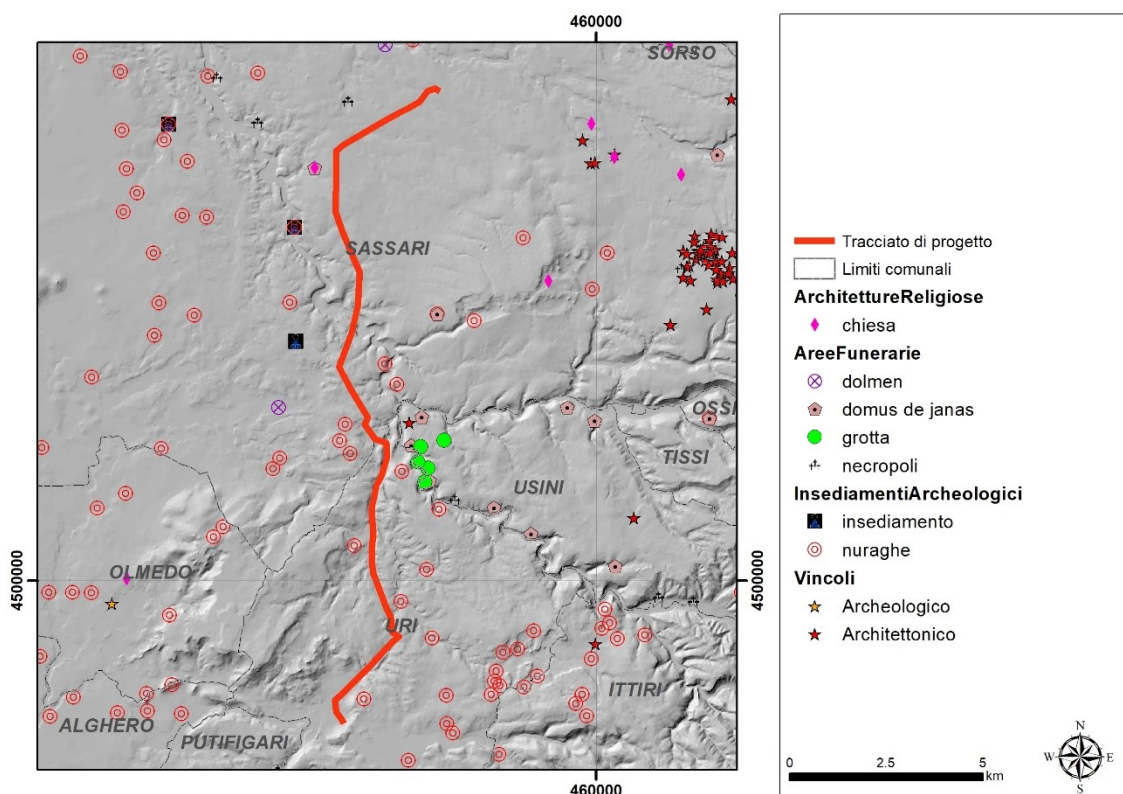 460000
SORSO
SASSARI
OSSI
TISSI
USINI
4500000
4500000
OLMEDO
URI
ITTIRI
ALGHERO
PUTIFIGARI
460000
Tracciato di progetto
Limiti comunali
ArchitettureReligiose
chiesa
AreeFunerarie
dolmen
domus de janas
grotta
necropoli
InsediamentiArcheologici
insediamento
nuraghe
Vincoli
Archeologico
Architettonico
0 2.5 5
km
N
W E
S